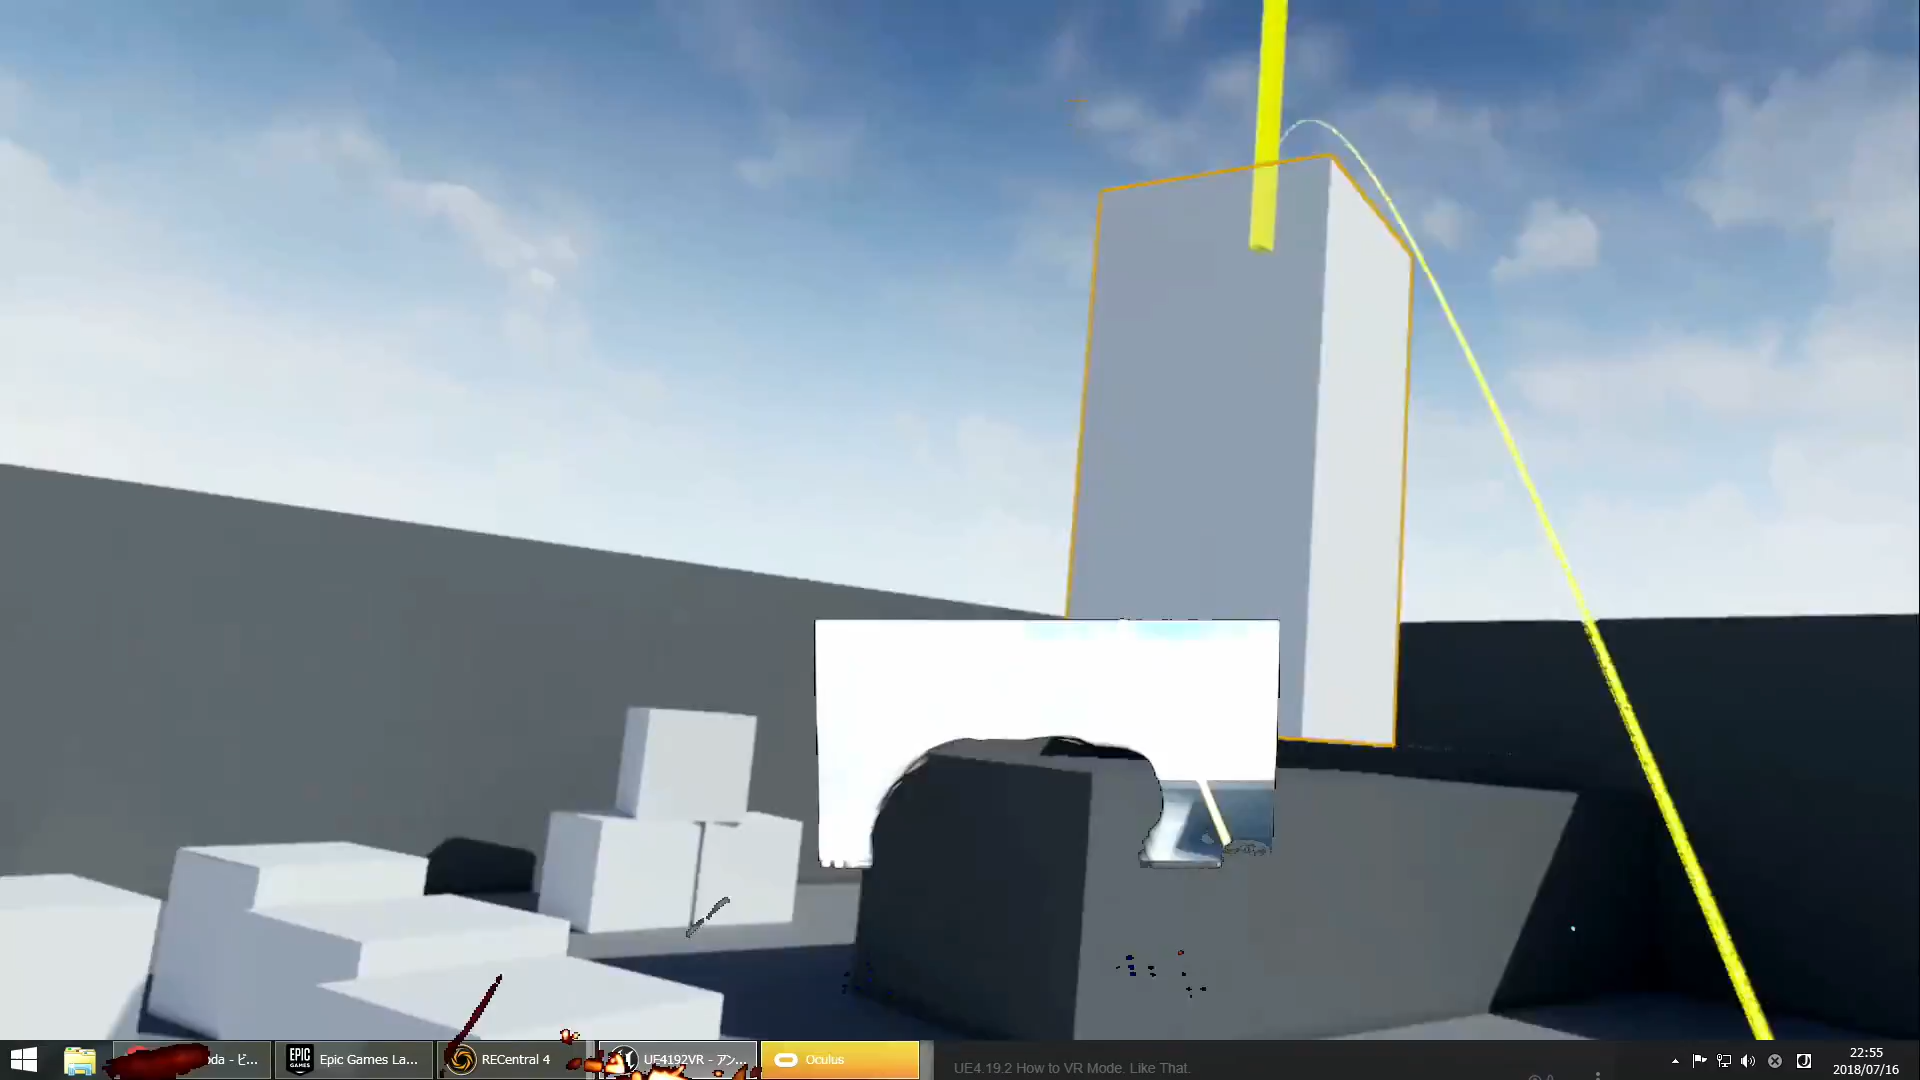 oda - ビ...
EPIC GAMES
Epic Games La...
RECentral 4
UE4192VR - アン...
Oculus
UE4.19.2 How to VR Mode. Like That.
22:55
2018/07/16